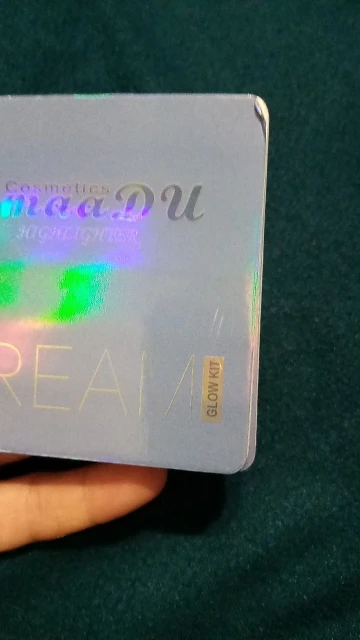 Cosmetics
maaDU
HIGHLIGHTER
REAM
GLOW KIT